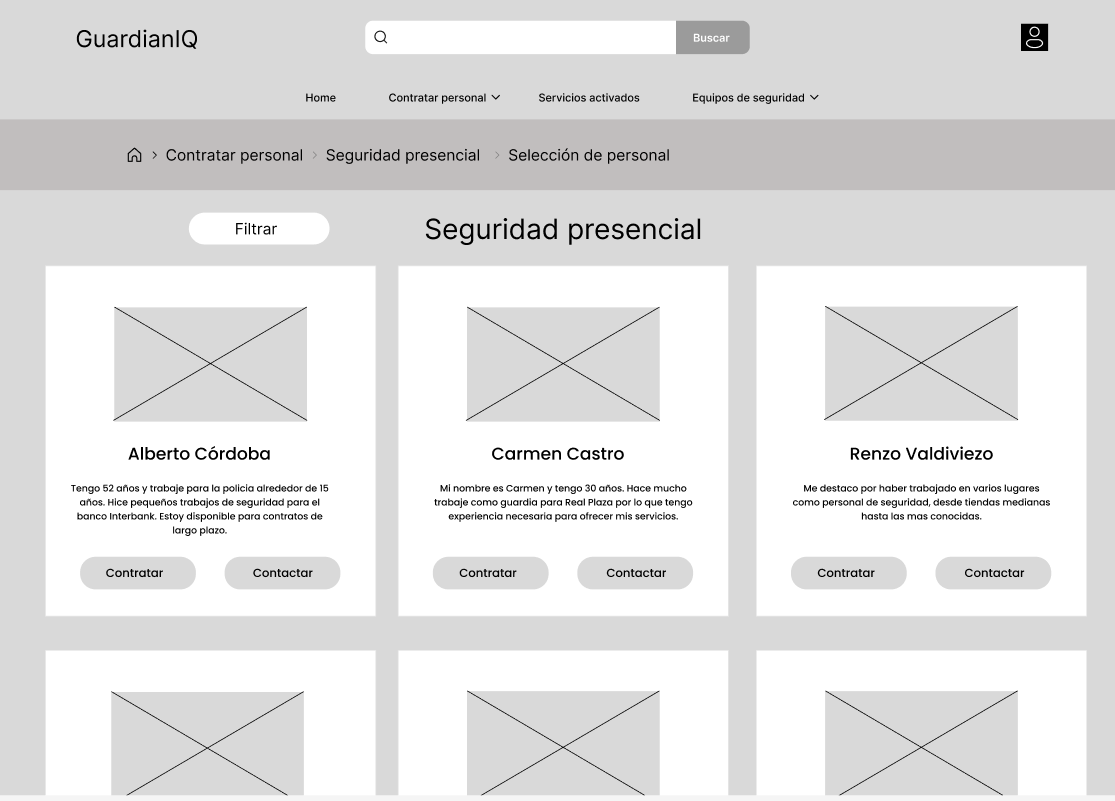 GuardianIQ
Buscar
Home
Contratar personal
Servicios activados
Equipos de seguridad
Contratar personal
Seguridad presencial
Selección de personal
Filtrar
Seguridad presencial
Alberto Córdoba
Tengo 52 años y trabaje para la policia alrededor de 15
años. Hice pequeños trabajos de seguridad para el
banco Interbank. Estoy disponible para contratos de
largo plazo.
Contratar
Contactar
Carmen Castro
Mi nombre es Carmen y tengo 30 años. Hace mucho
trabaje como guardia para Real Plaza por lo que tengo
experiencia necesaria para ofrecer mis servicios.
Contratar
Contactar
Renzo Valdiviezo
Me destaco por haber trabajado en varios lugares
como personal de seguridad, desde tiendas medianas
hasta las mas conocidas.
Contratar
Contactar